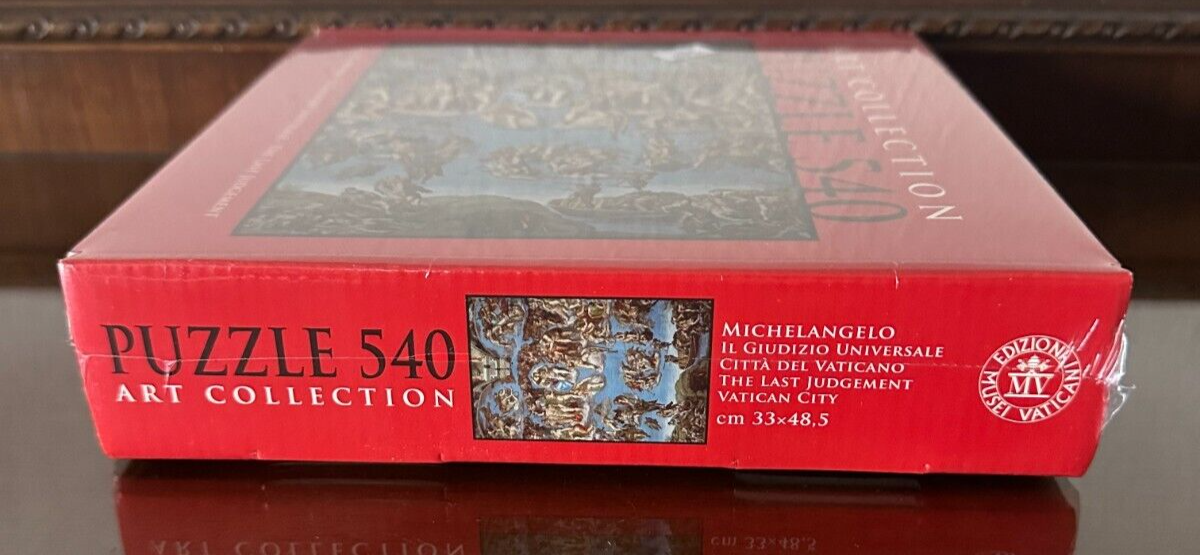 ART COLLECTION
PUZZLE 540
PUZZLE 540
ART COLLECTION
MICHELANGELO
IL GIUDIZIO UNIVERSALE
CITTÀ DEL VATICANO
THE LAST JUDGEMENT
VATICAN CITY
cm 33×48,5
EDIZIONI
MUSEI VATICANI
MV